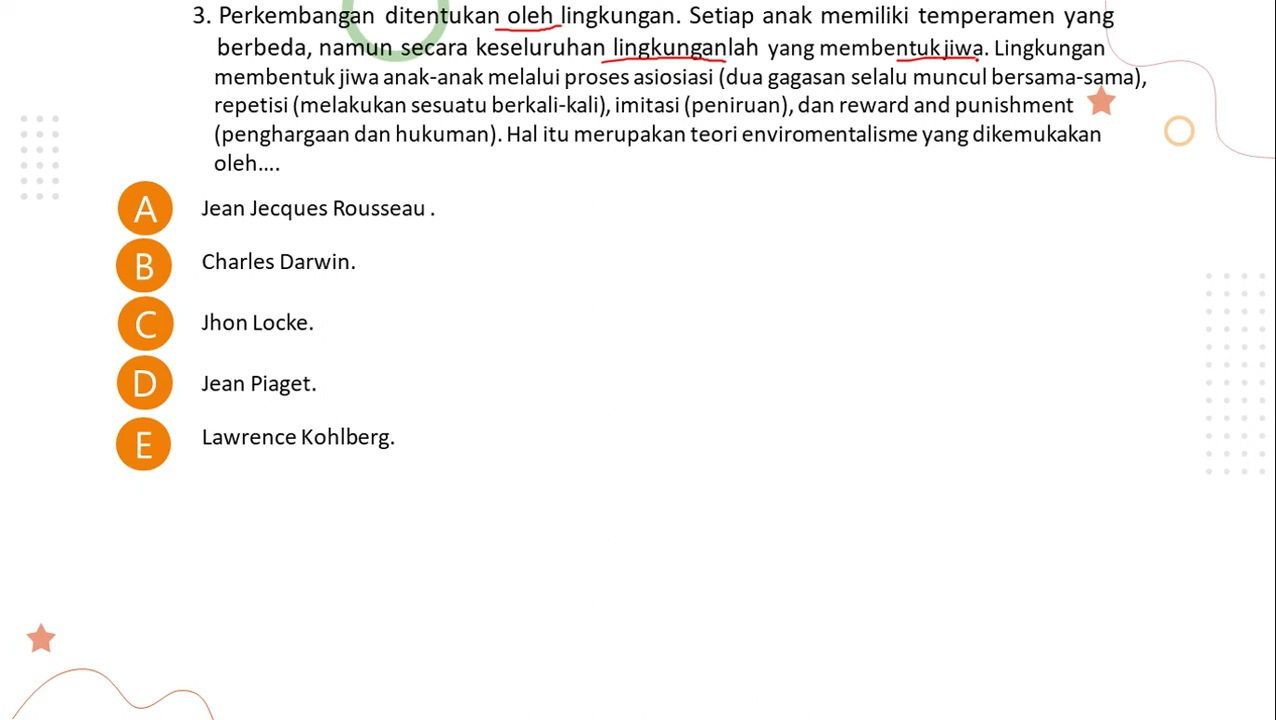 3. Perkembangan ditentukan oleh lingkungan. Setiap anak memiliki temperamen yang
berbeda, namun secara keseluruhan lingkunganlah yang membentuk jiwa. Lingkungan
membentuk jiwa anak-anak melalui proses asiosiasi (dua gagasan selalu muncul bersama-sama),
repetisi (melakukan sesuatu berkali-kali), imitasi (peniruan), dan reward and punishment
(penghargaan dan hukuman). Hal itu merupakan teori enviromentalisme yang dikemukakan
oleh....
A Jean Jecques Rousseau .
B Charles Darwin.
C Jhon Locke.
D Jean Piaget.
E Lawrence Kohlberg.